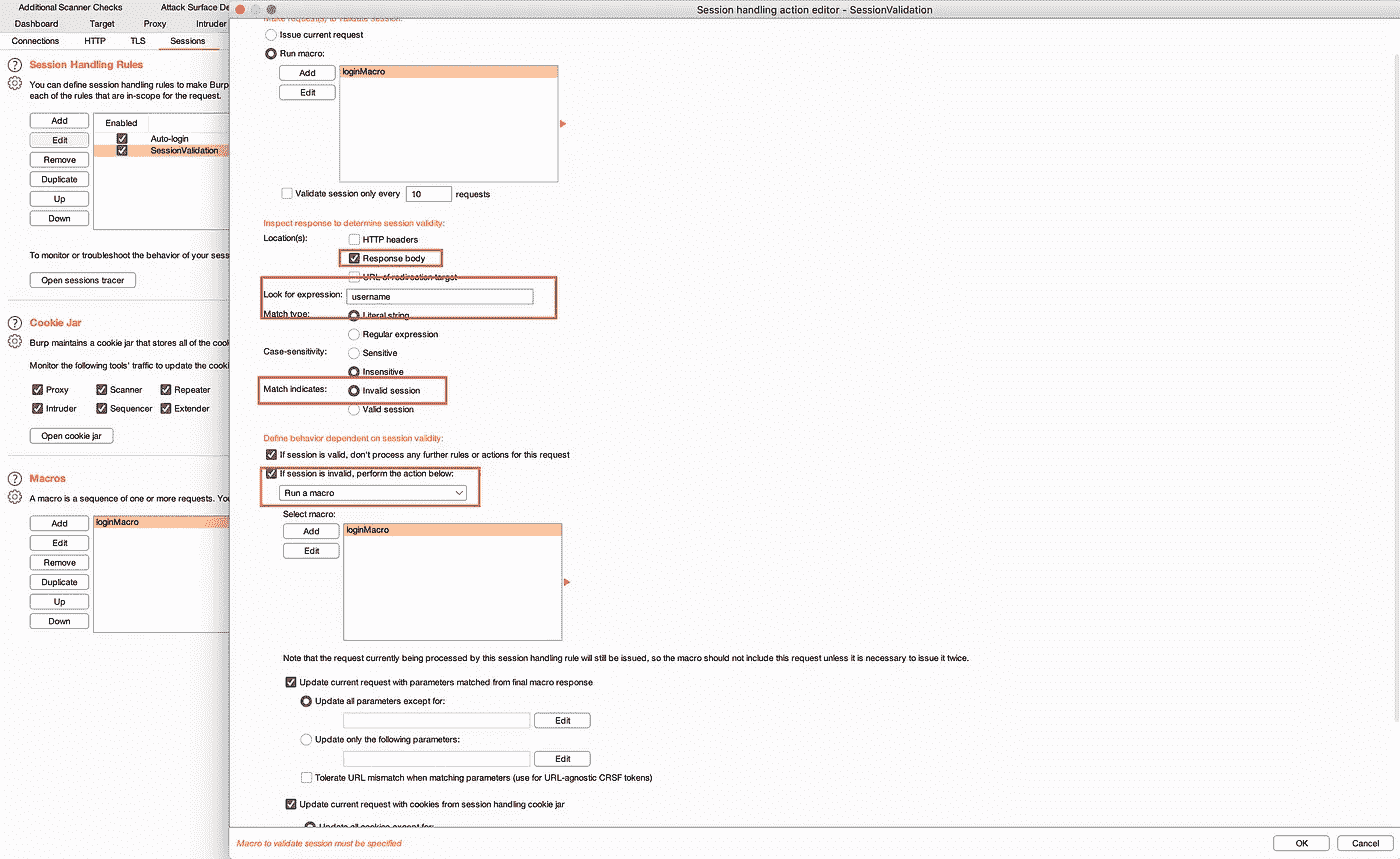 Additional Scanner Checks Attack Surface De
Dashboard Target Proxy Intruder
Connections HTTP TLS Sessions
Session Handling Rules
You can define session handling rules to make Burp
each of the rules that are in-scope for the request.
Add
Edit
Remove
Duplicate
Up
Down
Enabled
Auto-login
SessionValidation
To monitor or troubleshoot the behavior of your sess
Open sessions tracer
Cookie Jar
Burp maintains a cookie jar that stores all of the cook
Monitor the following tools' traffic to update the cooki
Proxy Scanner Repeater
Intruder Sequencer Extender
Open cookie jar
Macros
A macro is a sequence of one or more requests. You
Add
Edit
Remove
Duplicate
Up
Down
loginMacro
Session handling action editor - SessionValidation
Make request(s) to validate session:
Issue current request
Run macro:
Add
Edit
loginMacro
Validate session only every 10 requests
Inspect response to determine session validity:
Location(s): HTTP headers
Response body
URL of redirection target
Look for expression: username
Match type: Literal string
Regular expression
Case-sensitivity: Sensitive
Insensitive
Match indicates: Invalid session
Valid session
Define behavior dependent on session validity:
If session is valid, don't process any further rules or actions for this request
If session is invalid, perform the action below:
Run a macro
Select macro:
Add
Edit
loginMacro
Note that the request currently being processed by this session handling rule will still be issued, so the macro should not include this request unless it is necessary to issue it twice.
Update current request with parameters matched from final macro response
Update all parameters except for:
Edit
Update only the following parameters:
Edit
Tolerate URL mismatch when matching parameters (use for URL-agnostic CRSF tokens)
Update current request with cookies from session handling cookie jar
Update all cookies except for:
Macro to validate session must be specified
OK Cancel